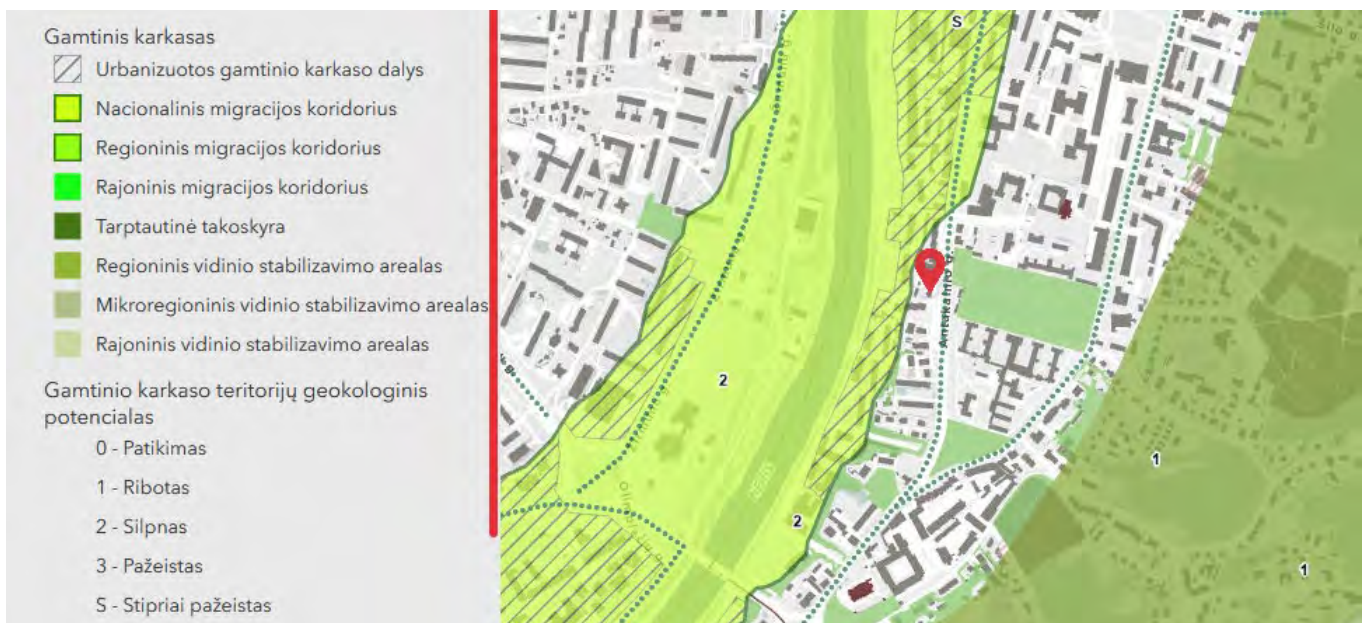 Gamtinis karkasas
Urbanizuotos gamtinio karkaso dalys
Nacionalinis migracijos koridorius
Regioninis migracijos koridorius
Rajoninis migracijos koridorius
Tarptautinė takoskyra
Regioninis vidinio stabilizavimo arealas
Mikroregioninis vidinio stabilizavimo arealas
Rajoninis vidinio stabilizavimo arealas
Gamtinio karkaso teritorijų geokologinis
potencialas
0 - Patikimas
1 - Ribotas
2 - Silpnas
3 - Pažeistas
S - Stipriai pažeistas
S
Šilo g.
Antakalnio g.
2
2
1
1